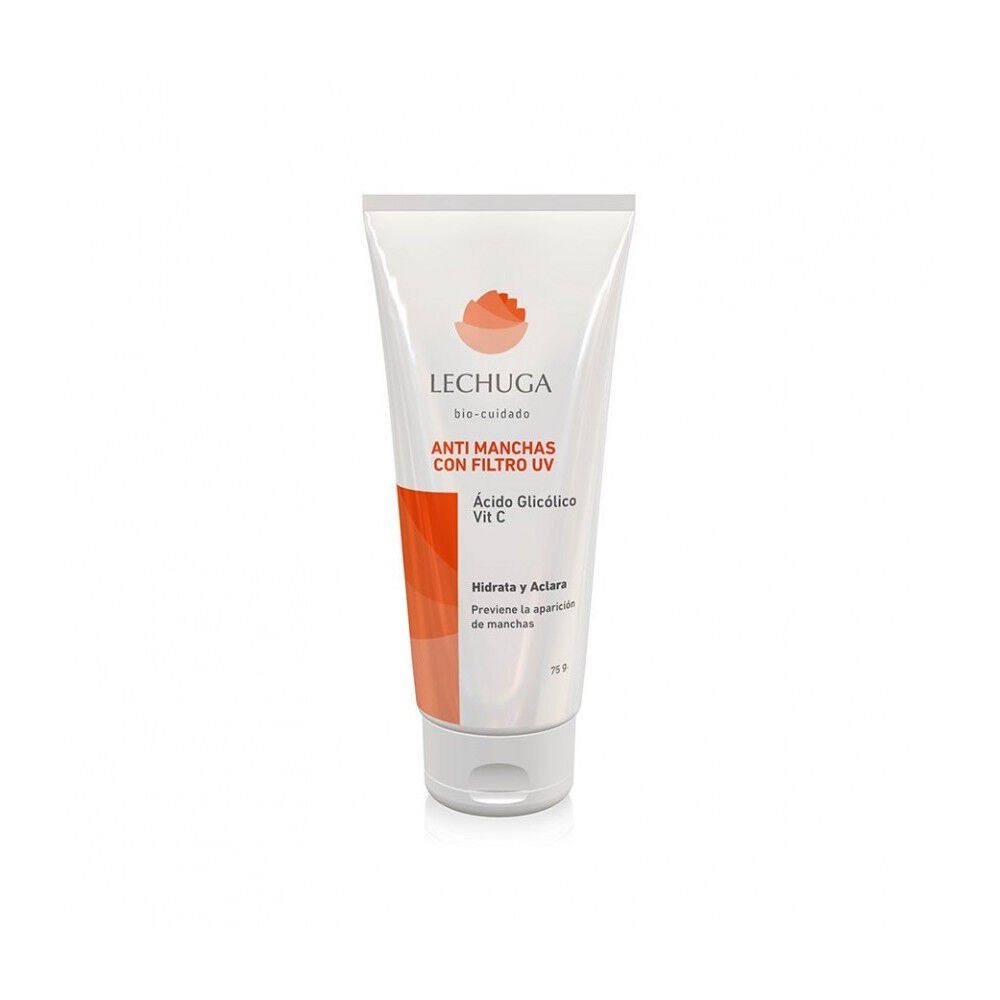 LECHUGA
bio-cuidado
ANTI MANCHAS
CON FILTRO UV
Ácido Glicólico
Vit C
Hidrata y Aclara
Previene la aparición
de manchas
75 g.